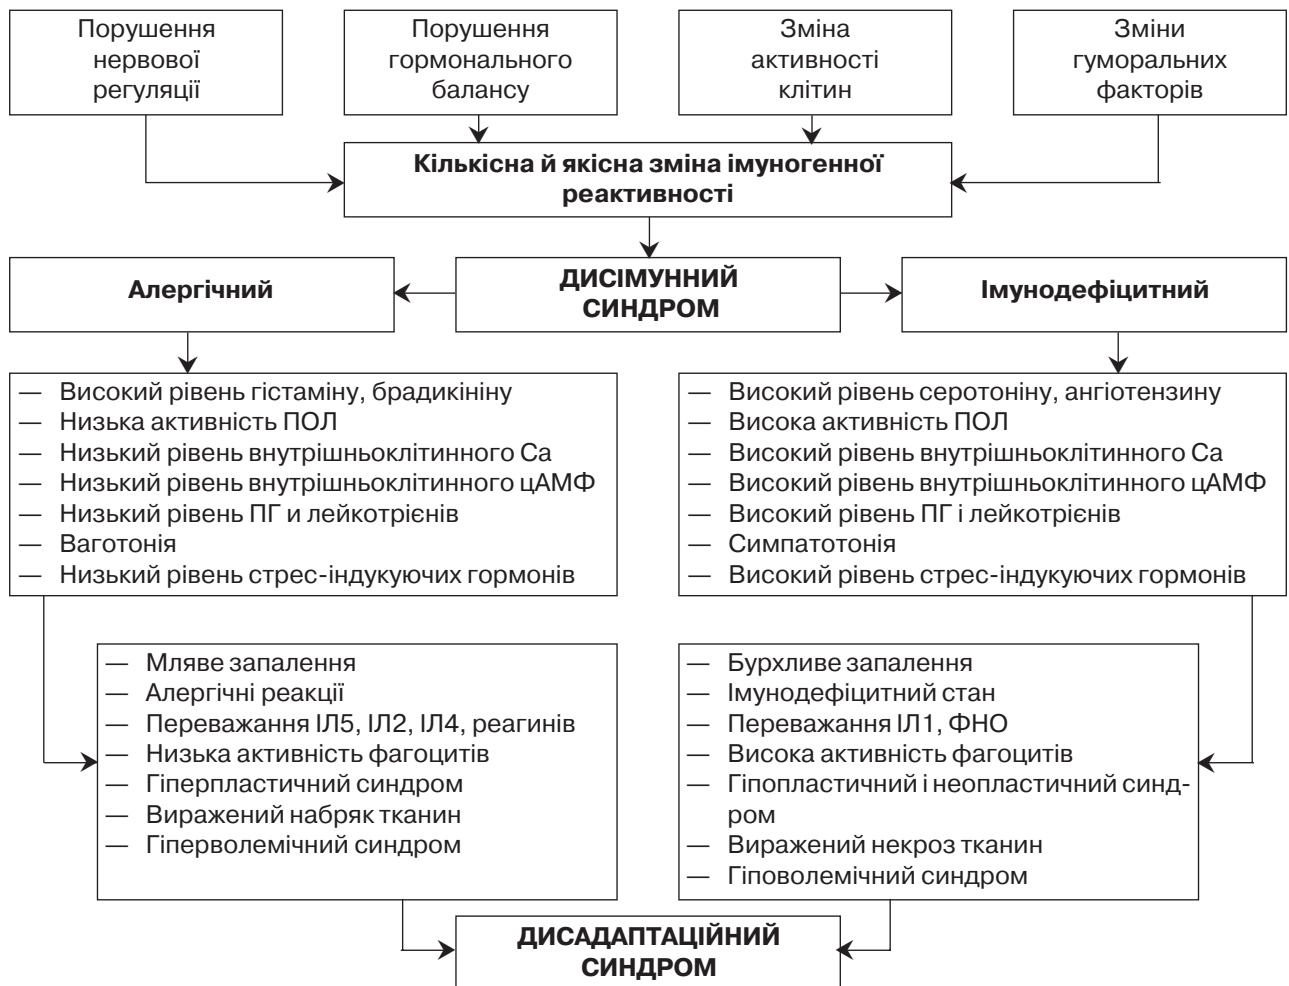 Порушення
нервової
регуляції
Порушення
гормонального
балансу
Зміна
активності
клітин
Зміни
гуморальних
факторів
Кількісна й якісна зміна імуногенної
реактивності
Алергічний
ДИСІМУННИЙ
СИНДРОМ
Імунодефіцитний
— Високий рівень гістаміну, брадикініну
— Низька активність ПОЛ
— Низький рівень внутрішньоклітинного Ca
— Низький рівень внутрішньоклітинного цАМФ
— Низький рівень ПГ и лейкотрієнів
— Ваготонія
— Низький рівень стрес-індукуючих гормонів
— Високий рівень серотоніну, ангіотензину
— Висока активність ПОЛ
— Високий рівень внутрішньоклітинного Ca
— Високий рівень внутрішньоклітинного цАМФ
— Високий рівень ПГ і лейкотрієнів
— Симпатотонія
— Високий рівень стрес-індукуючих гормонів
— Мляве запалення
— Алергічні реакції
— Переважання ІЛ5, ІЛ2, ІЛ4, реагинів
— Низька активність фагоцитів
— Гіперпластичний синдром
— Виражений набряк тканин
— Гіперволемічний синдром
— Бурхливе запалення
— Імунодефіцитний стан
— Переважання ІЛ1, ФНО
— Висока активність фагоцитів
— Гіпопластичний і неопластичний синд-
ром
— Виражений некроз тканин
— Гіповолемічний синдром
ДИСАДАПТАЦІЙНИЙ
СИНДРОМ